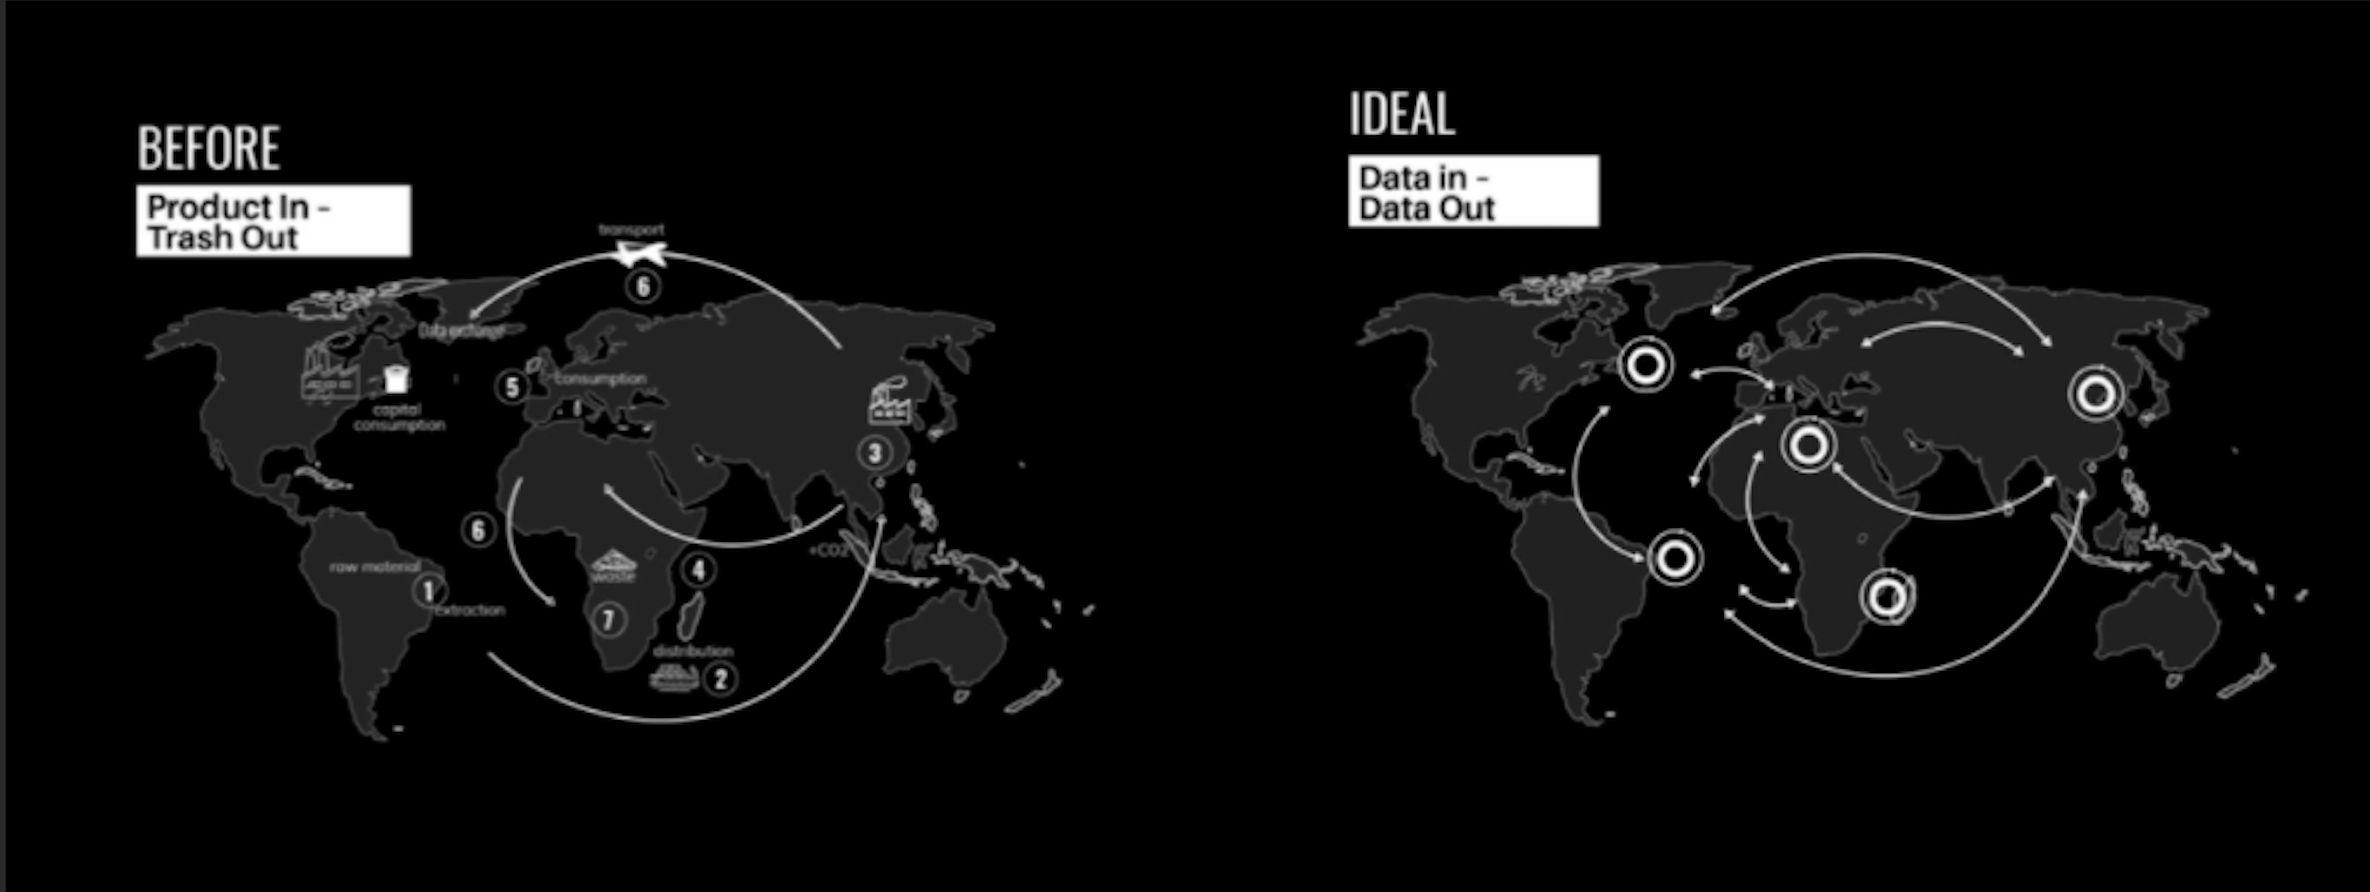 BEFORE
Product In –
Trash Out
transport
6
Data exchange
5
consumption
capital
consumption
3
6
+CO2
raw material
1
extraction
waste
4
7
distribution
2
IDEAL
Data in –
Data Out